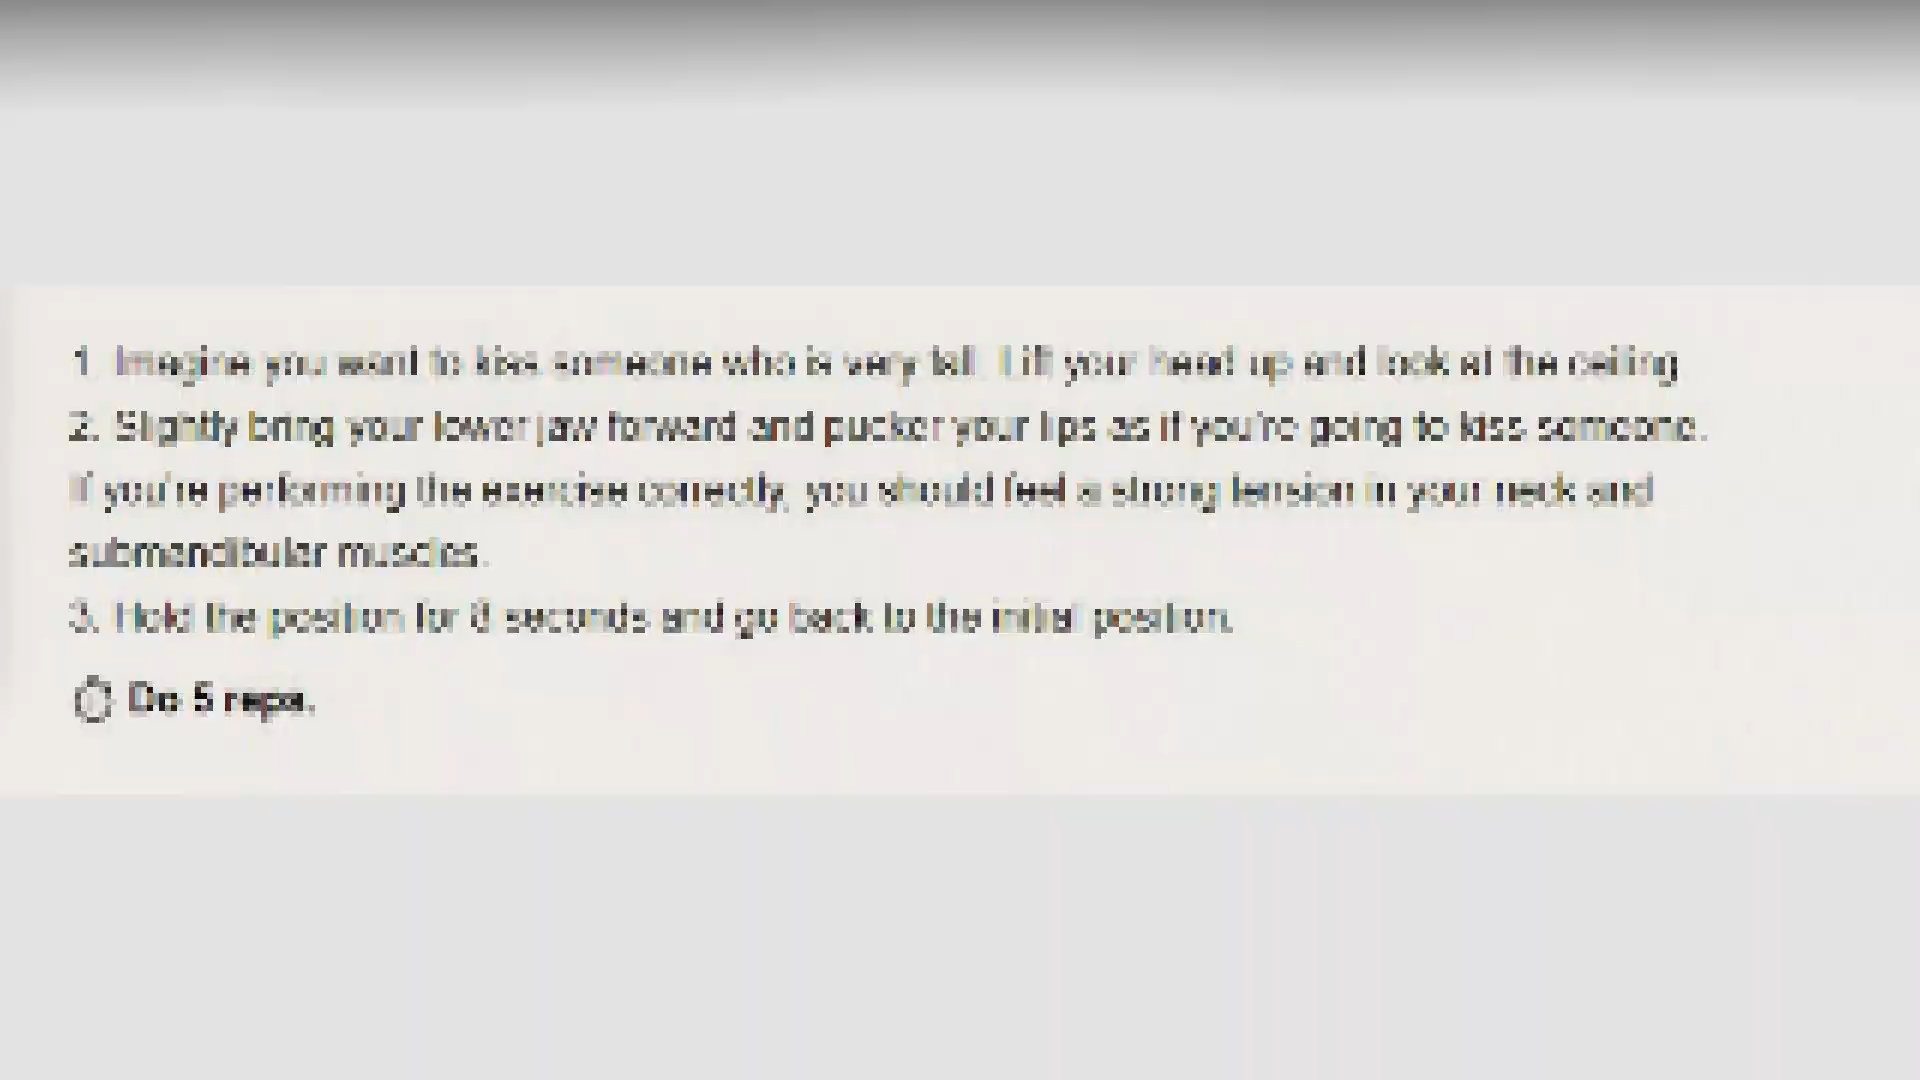 1. Imagine you want to kiss someone who is very tall. Lift your head up and look at the ceiling.
2. Slightly bring your lower jaw forward and pucker your lips as if you're going to kiss someone.
If you're performing the exercise correctly, you should feel a strong tension in your neck and
submandibular muscles.
3. Hold the position for 8 seconds and go back to the initial position.
Do 5 reps.